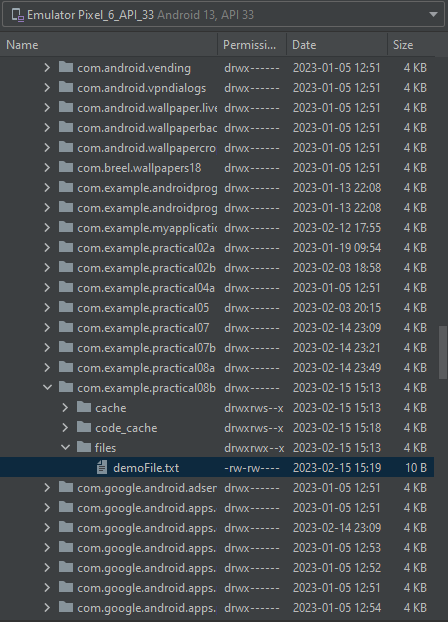 Emulator Pixel_6_API_33 Android 13, API 33
Name Permissi... Date Size
com.android.vending drwx------ 2023-01-05 12:51 4 KB
com.android.vpndialogs drwx------ 2023-01-05 12:51 4 KB
com.android.wallpaper.live drwx------ 2023-01-05 12:51 4 KB
com.android.wallpaperbac drwx------ 2023-01-05 12:51 4 KB
com.android.wallpapercro drwx------ 2023-01-05 12:51 4 KB
com.breel.wallpapers18 drwx------ 2023-01-05 12:51 4 KB
com.example.androidprog drwx------ 2023-01-13 22:08 4 KB
com.example.androidprog drwx------ 2023-01-13 22:08 4 KB
com.example.myapplicatic drwx------ 2023-02-12 17:55 4 KB
com.example.practical02a drwx------ 2023-01-19 09:54 4 KB
com.example.practical02b drwx------ 2023-02-03 18:58 4 KB
com.example.practical04a drwx------ 2023-01-05 12:51 4 KB
com.example.practical05 drwx------ 2023-02-03 20:15 4 KB
com.example.practical07 drwx------ 2023-02-14 23:09 4 KB
com.example.practical07b drwx------ 2023-02-14 23:21 4 KB
com.example.practical08a drwx------ 2023-02-14 23:49 4 KB
com.example.practical08b drwx------ 2023-02-15 15:13 4 KB
cache drwxrws--x 2023-02-15 15:13 4 KB
code_cache drwxrws--x 2023-02-15 15:18 4 KB
files drwxrwx--x 2023-02-15 15:13 4 KB
demoFile.txt -rw-rw---- 2023-02-15 15:19 10 B
com.google.android.adser drwx------ 2023-01-05 12:51 4 KB
com.google.android.apps. drwx------ 2023-01-05 12:51 4 KB
com.google.android.apps. drwx------ 2023-02-14 23:09 4 KB
com.google.android.apps. drwx------ 2023-01-05 12:53 4 KB
com.google.android.apps. drwx------ 2023-01-05 12:52 4 KB
com.google.android.apps. drwx------ 2023-01-05 12:51 4 KB
com.google.android.apps. drwx------ 2023-01-05 12:54 4 KB